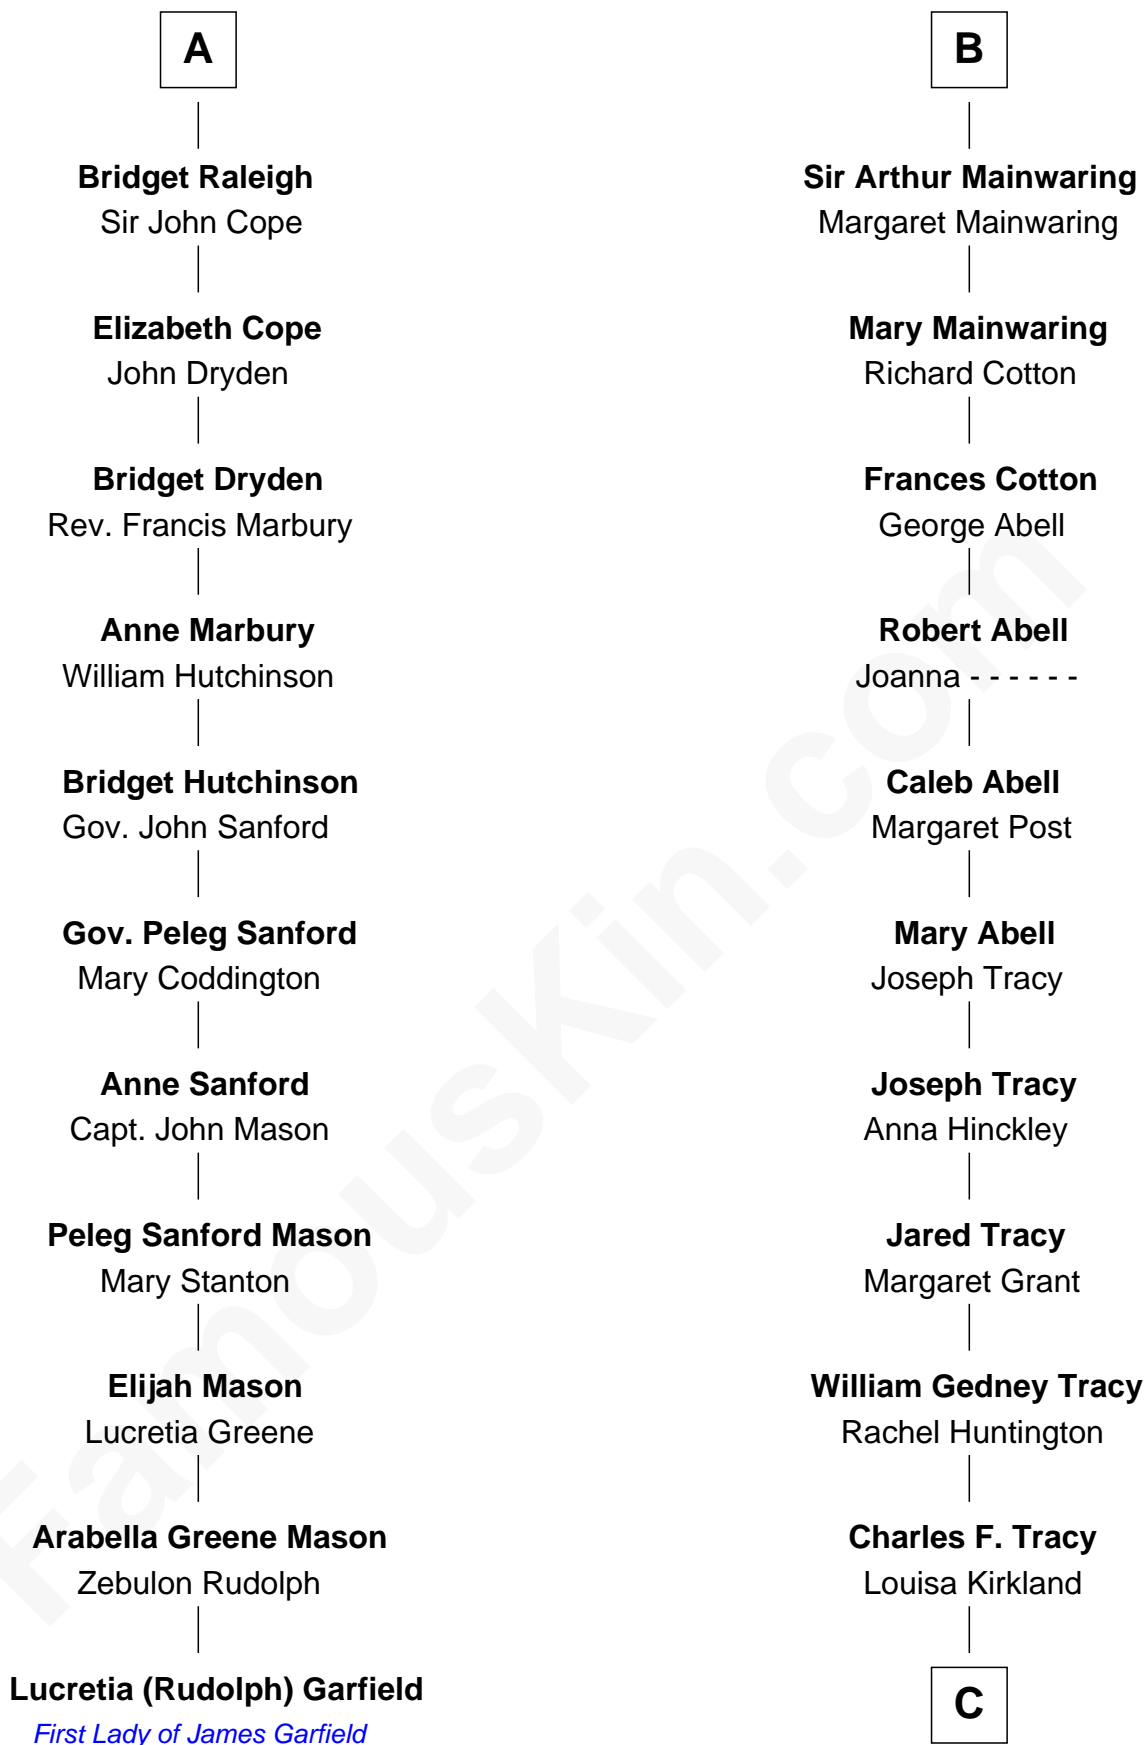 A
Bridget Raleigh
Sir John Cope
Elizabeth Cope
John Dryden
Bridget Dryden
Rev. Francis Marbury
Anne Marbury
William Hutchinson
Bridget Hutchinson
Gov. John Sanford
Gov. Peleg Sanford
Mary Coddington
Anne Sanford
Capt. John Mason
Peleg Sanford Mason
Mary Stanton
Elijah Mason
Lucretia Greene
Arabella Greene Mason
Zebulon Rudolph
Lucretia (Rudolph) Garfield
First Lady of James Garfield
B
Sir Arthur Mainwaring
Margaret Mainwaring
Mary Mainwaring
Richard Cotton
Frances Cotton
George Abell
Robert Abell
Joanna - - - - - -
Caleb Abell
Margaret Post
Mary Abell
Joseph Tracy
Joseph Tracy
Anna Hinckley
Jared Tracy
Margaret Grant
William Gedney Tracy
Rachel Huntington
Charles F. Tracy
Louisa Kirkland
C
FamousKin.com